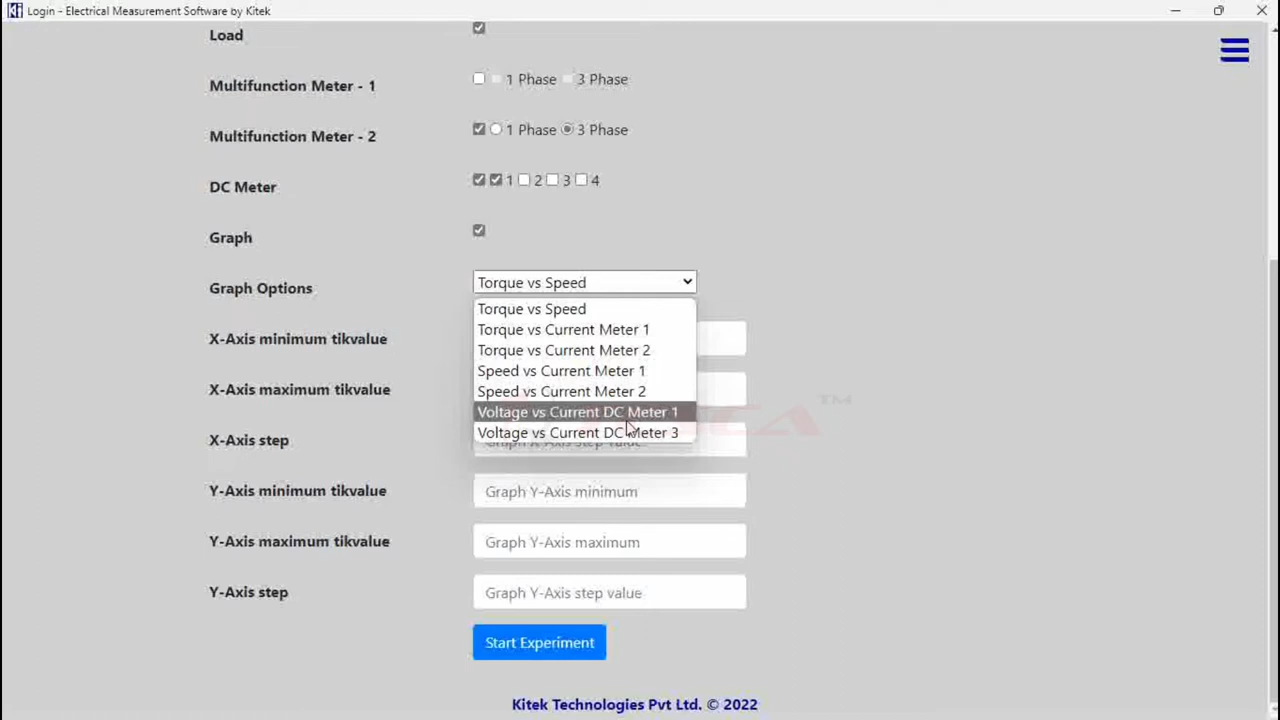 Login - Electrical Measurement Software by Kitek
Load
Multifunction Meter - 1 1 Phase 3 Phase
Multifunction Meter - 2 1 Phase 3 Phase
DC Meter 1 2 3 4
Graph
Graph Options Torque vs Speed
Torque vs Speed
Torque vs Current Meter 1
Torque vs Current Meter 2
Speed vs Current Meter 1
Speed vs Current Meter 2
Voltage vs Current DC Meter 1
Voltage vs Current DC Meter 3
X-Axis minimum tikvalue
X-Axis maximum tikvalue
X-Axis step
Y-Axis minimum tikvalue Graph Y-Axis minimum
Y-Axis maximum tikvalue Graph Y-Axis maximum
Y-Axis step Graph Y-Axis step value
Start Experiment
Kitek Technologies Pvt Ltd. © 2022